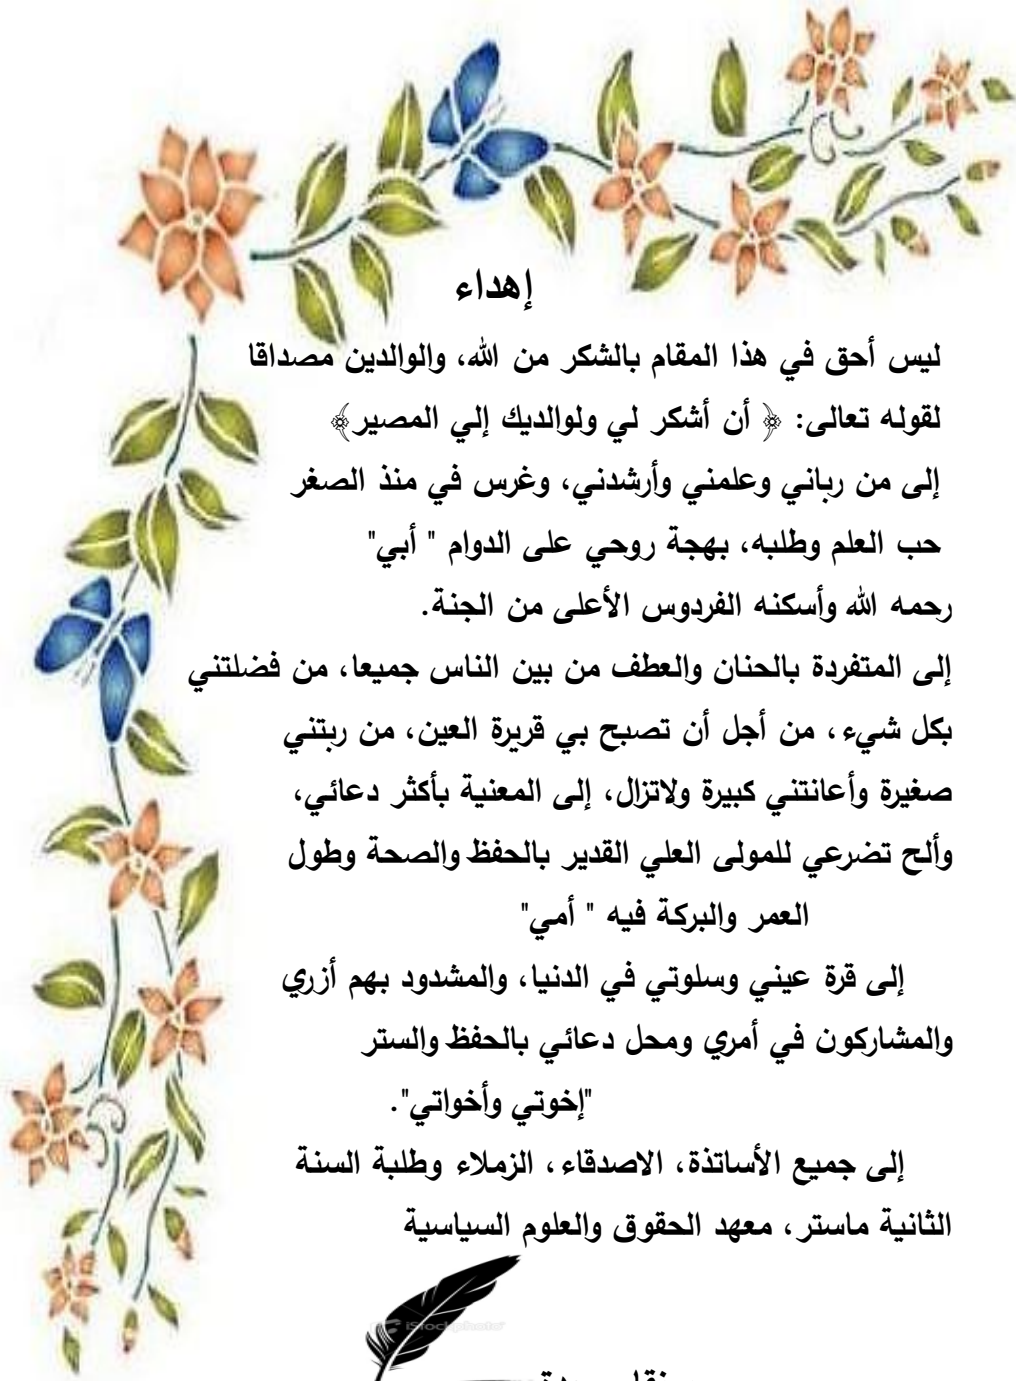 إهداء
ليس أحق في هذا المقام بالشكر من الله، والوالدين مصداقا
لقوله تعالى: ﴿ أن أشكر لي ولوالديك إلي المصير﴾
إلى من رباني وعلمني وأرشدني، وغرس في منذ الصغر
حب العلم وطلبه، بهجة روحي على الدوام " أبي"
رحمه الله وأسكنه الفردوس الأعلى من الجنة.
إلى المتفردة بالحنان والعطف من بين الناس جميعا، من فضلتني
بكل شيء، من أجل أن تصبح بي قريرة العين، من ربتني
صغيرة وأعانتني كبيرة ولاتزال، إلى المعنية بأكثر دعائي،
وألح تضرعي للمولى العلي القدير بالحفظ والصحة وطول
العمر والبركة فيه " أمي"
إلى قرة عيني وسلوتي في الدنيا، والمشدود بهم أزري
والمشاركون في أمري ومحل دعائي بالحفظ والستر
"إخوتي وأخواتي".
إلى جميع الأساتذة، الاصدقاء، الزملاء وطلبة السنة
الثانية ماستر، معهد الحقوق والعلوم السياسية
iStockphoto